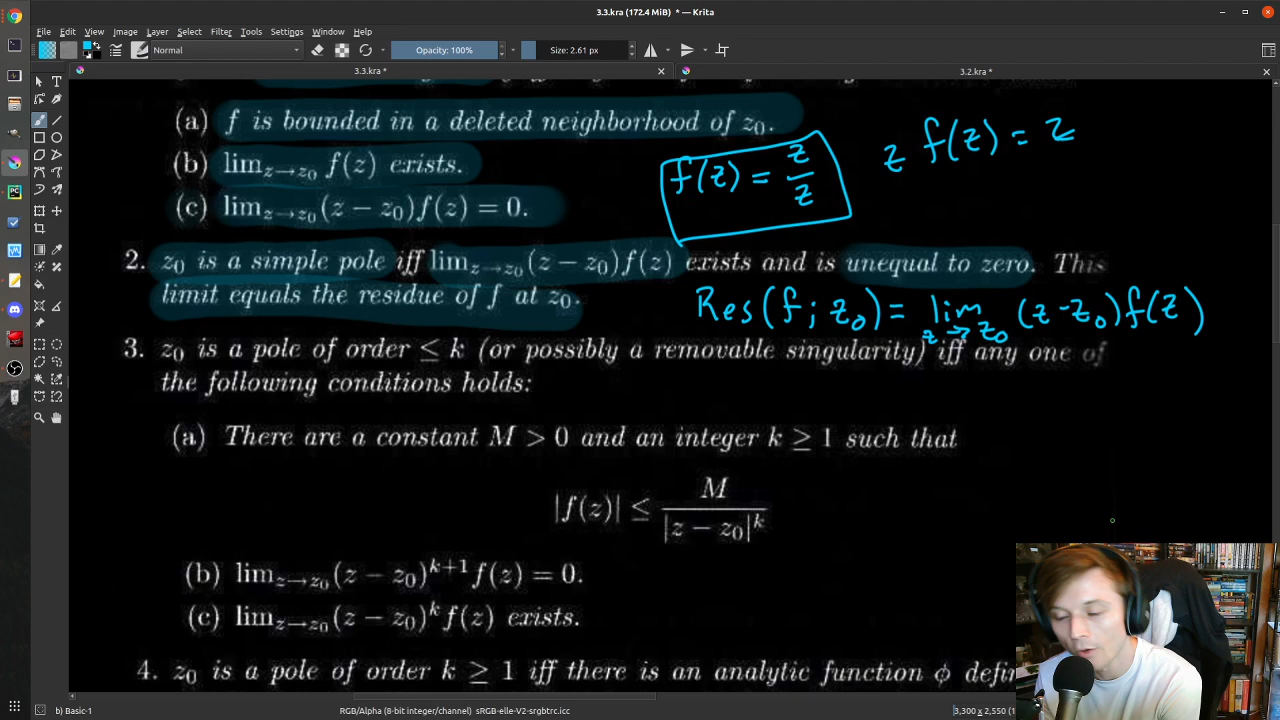 3.3.kra (172.4 MiB) * — Krita
File Edit View Image Layer Select Filter Tools Settings Window Help
Normal Opacity: 100% Size: 2.61 px
3.3.kra * 3.2.kra *
(a) f is bounded in a deleted neighborhood of z₀.
(b) lim_{z→z₀} f(z) exists.
(c) lim_{z→z₀} (z − z₀)f(z) = 0.
f(z) = z/z
z f(z) = z
2. z₀ is a simple pole iff lim_{z→z₀} (z − z₀)f(z) exists and is unequal to zero. This
limit equals the residue of f at z₀.
Res(f; z₀) = lim_{z→z₀} (z-z₀)f(z)
3. z₀ is a pole of order ≤ k (or possibly a removable singularity) iff any one of
the following conditions holds:
(a) There are a constant M > 0 and an integer k ≥ 1 such that
|f(z)| ≤ M/|z − z₀|^k
(b) lim_{z→z₀} (z − z₀)^{k+1} f(z) = 0.
(c) lim_{z→z₀} (z − z₀)^k f(z) exists.
4. z₀ is a pole of order k ≥ 1 iff there is an analytic function ϕ defin
b) Basic-1 RGB/Alpha (8-bit integer/channel) sRGB-elle-V2-srgbtrc.icc 3,300 x 2,550 (1